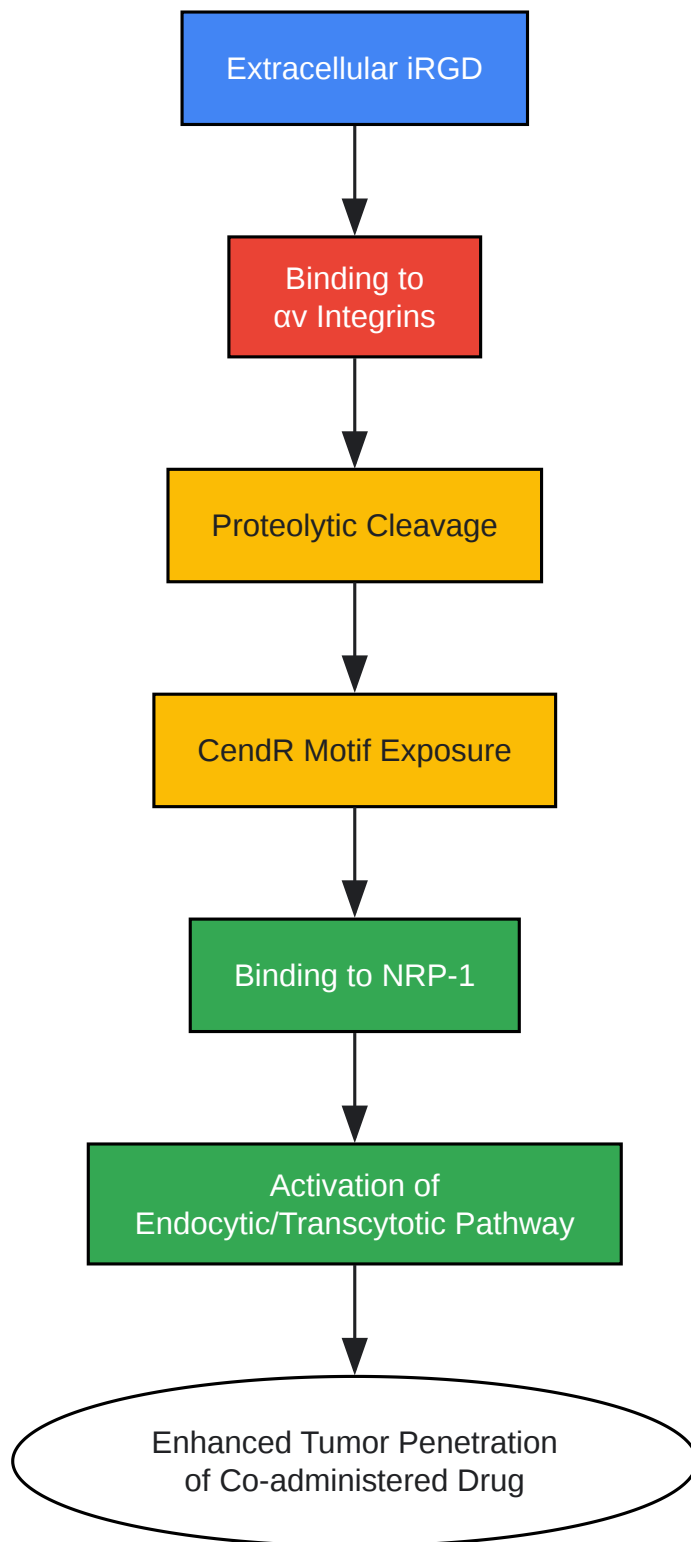 Extracellular iRGD
Binding to
αv Integrins
Proteolytic Cleavage
CendR Motif Exposure
Binding to NRP-1
Activation of
Endocytic/Transcytotic Pathway
Enhanced Tumor Penetration
of Co-administered Drug